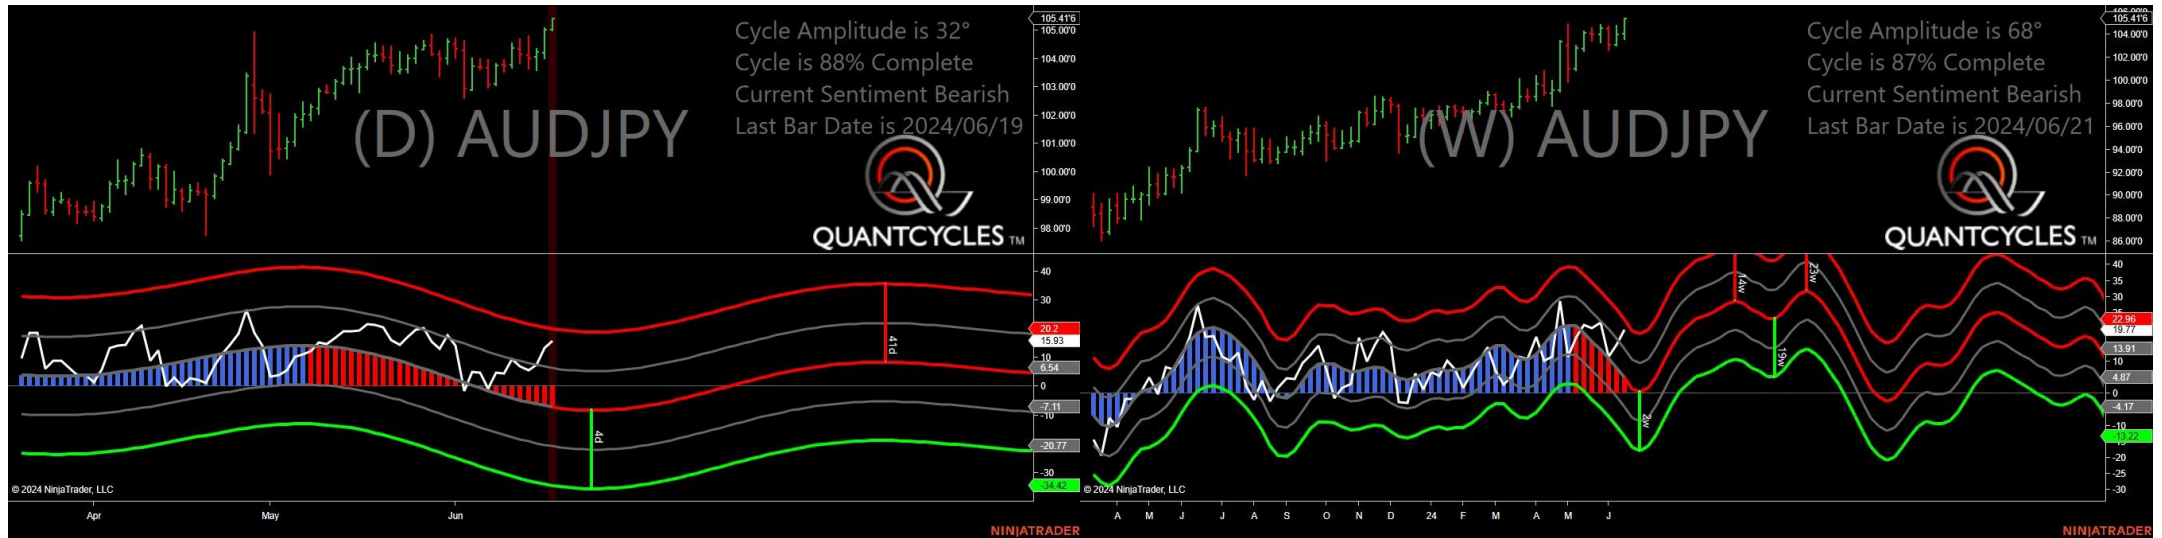 Cycle Amplitude is 32°
Cycle is 88% Complete
Current Sentiment Bearish
Last Bar Date is 2024/06/19
(D) AUDJPY
QUANTCYCLES TM
105.41'6
105.00'0
104.00'0
103.00'0
102.00'0
101.00'0
100.00'0
99.00'0
98.00'0
40
30
20.2
15.93
10
6.54
0
-7.11
-10
-20.77
-30
-34.42
41d
4d
© 2024 NinjaTrader, LLC
Apr May Jun
NINJATRADER
Cycle Amplitude is 68°
Cycle is 87% Complete
Current Sentiment Bearish
Last Bar Date is 2024/06/21
(W) AUDJPY
QUANTCYCLES TM
105.41'6
104.00'0
102.00'0
100.00'0
98.00'0
96.00'0
94.00'0
92.00'0
90.00'0
88.00'0
86.00'0
40
35
30
25
22.96
19.77
13.91
10
4.87
0
-4.17
-10
-13.22
-20
-25
-30
14w
23w
19w
2w
© 2024 NinjaTrader, LLC
A M J J A S O N D 24 F M A M J
NINJATRADER